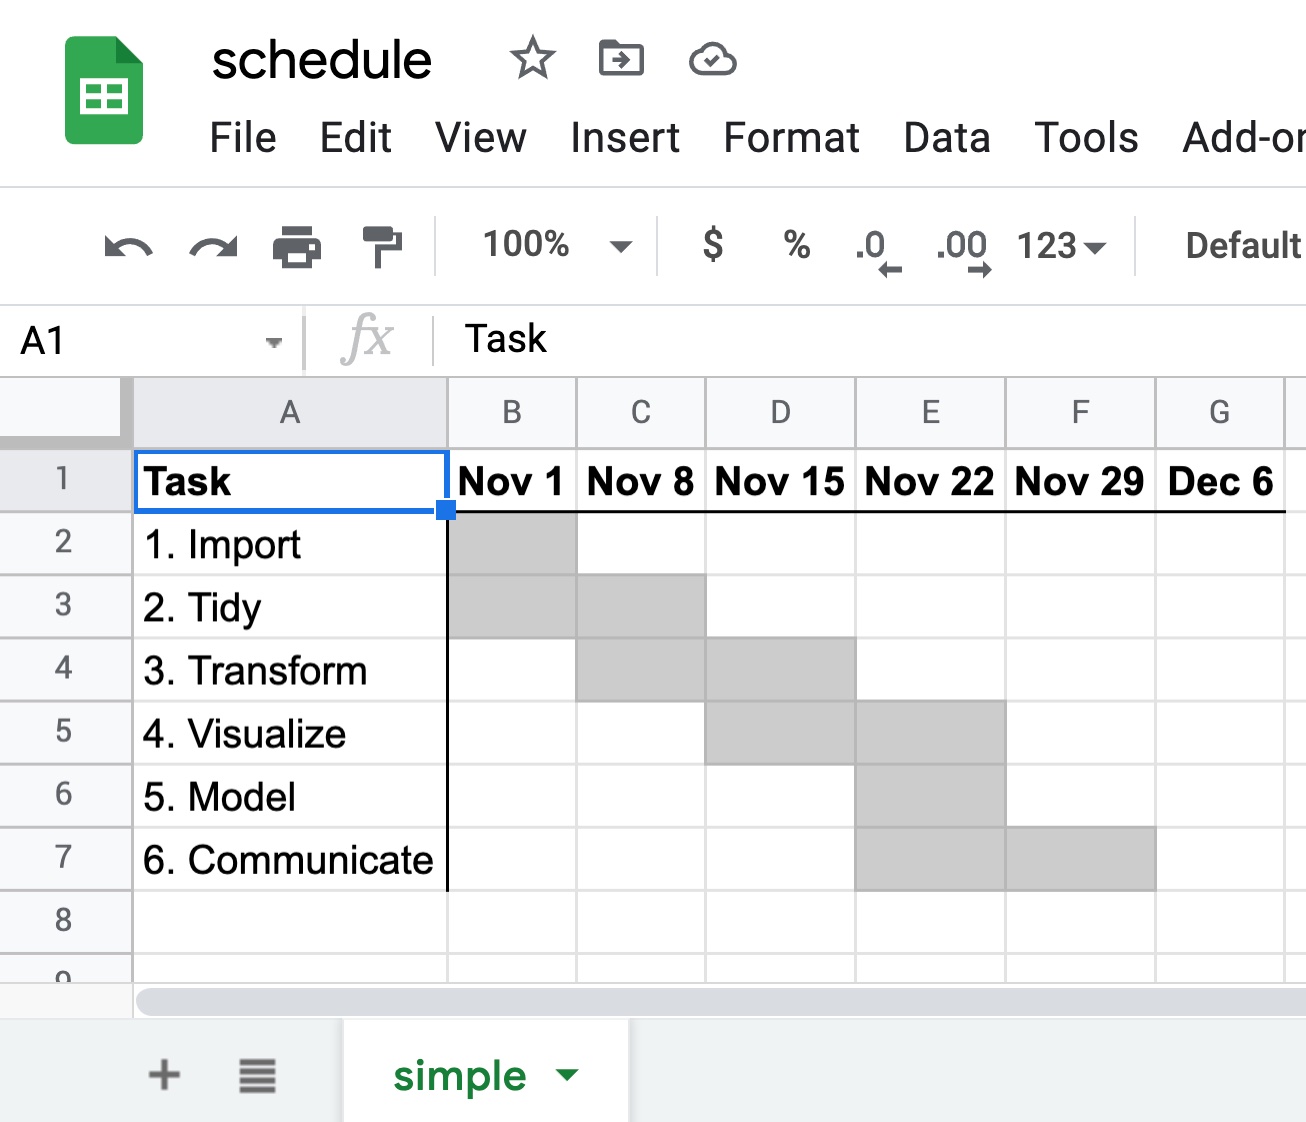 schedule
File Edit View Insert Format Data Tools Add-or
100% $ % .0 .00 123 Default
A1 fx Task
A B C D E F G
1 Task Nov 1 Nov 8 Nov 15 Nov 22 Nov 29 Dec 6
2 1. Import
3 2. Tidy
4 3. Transform
5 4. Visualize
6 5. Model
7 6. Communicate
8
9
simple